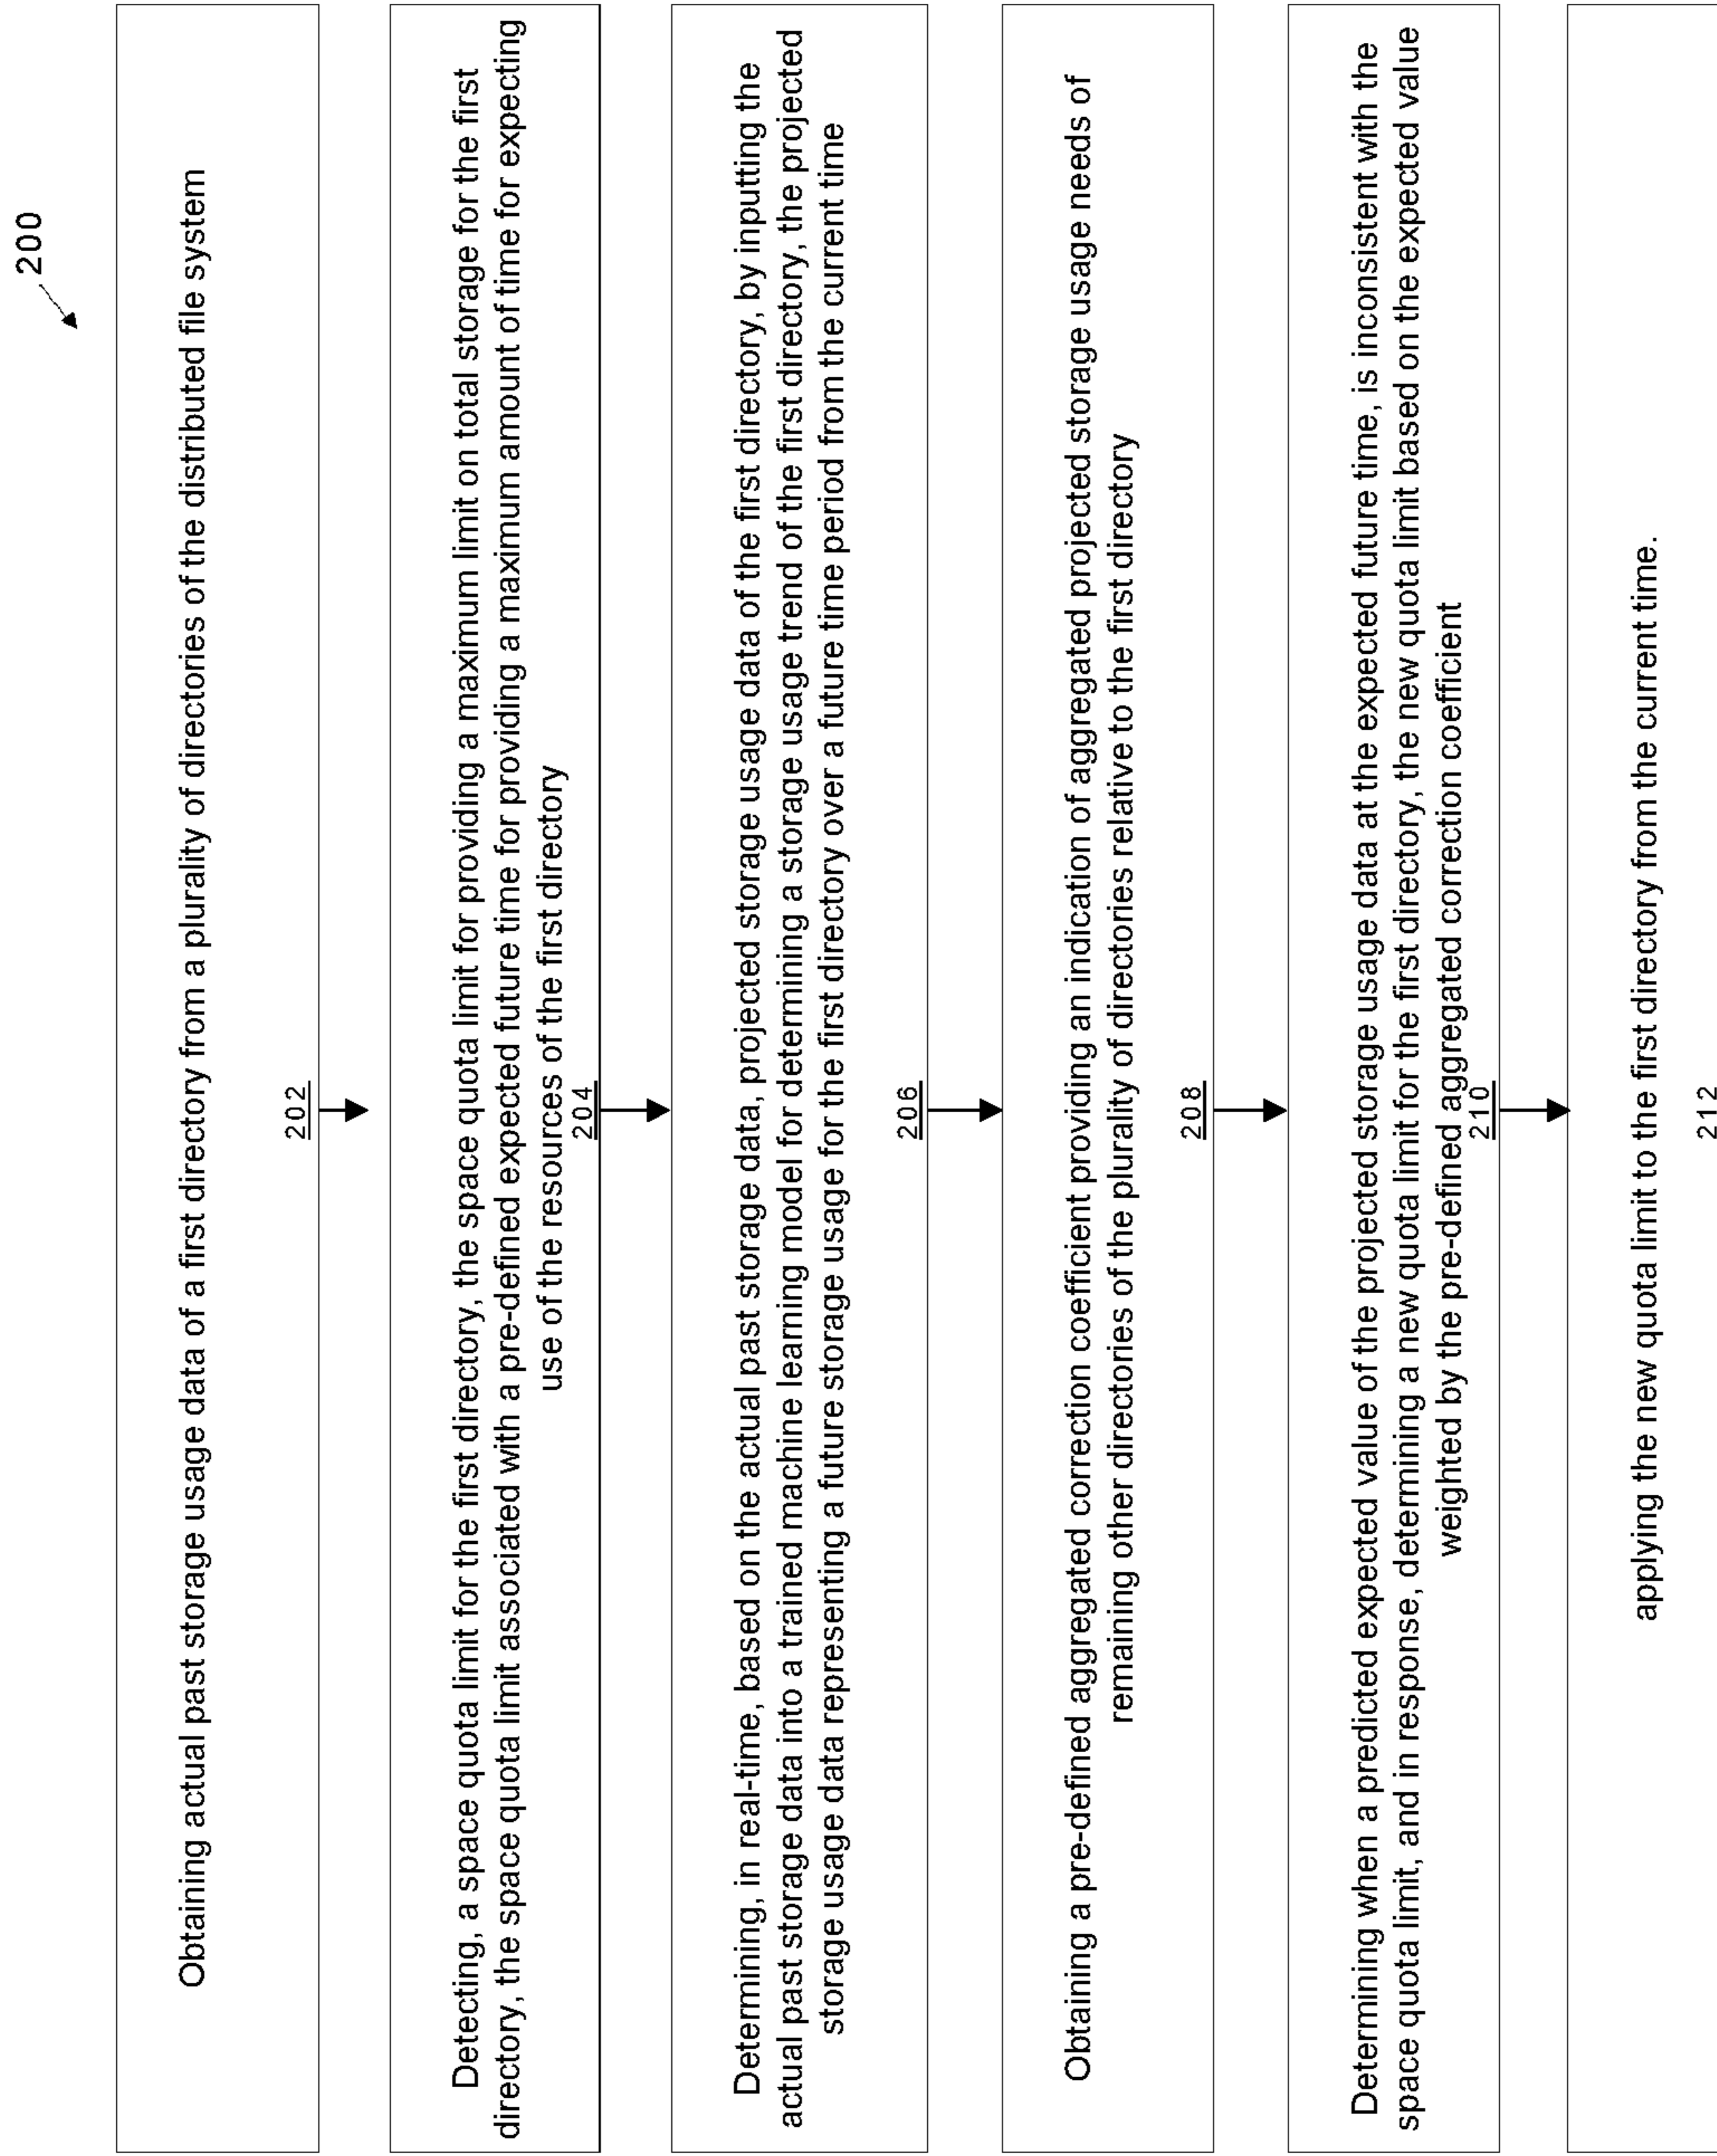 200
Obtaining actual past storage usage data of a first directory from a plurality of directories of the distributed file system
202
Detecting, a space quota limit for the first directory, the space quota limit for providing a maximum limit on total storage for the first
directory, the space quota limit associated with a pre-defined expected future time for providing a maximum amount of time for expecting
use of the resources of the first directory
204
Determining, in real-time, based on the actual past storage data, projected storage usage data of the first directory, by inputting the
actual past storage data into a trained machine learning model for determining a storage usage trend of the first directory, the projected
storage usage data representing a future storage usage for the first directory over a future time period from the current time
206
Obtaining a pre-defined aggregated correction coefficient providing an indication of aggregated projected storage usage needs of
remaining other directories of the plurality of directories relative to the first directory
208
Determining when a predicted expected value of the projected storage usage data at the expected future time, is inconsistent with the
space quota limit, and in response, determining a new quota limit for the first directory, the new quota limit based on the expected value
weighted by the pre-defined aggregated correction coefficient
210
applying the new quota limit to the first directory from the current time.
212